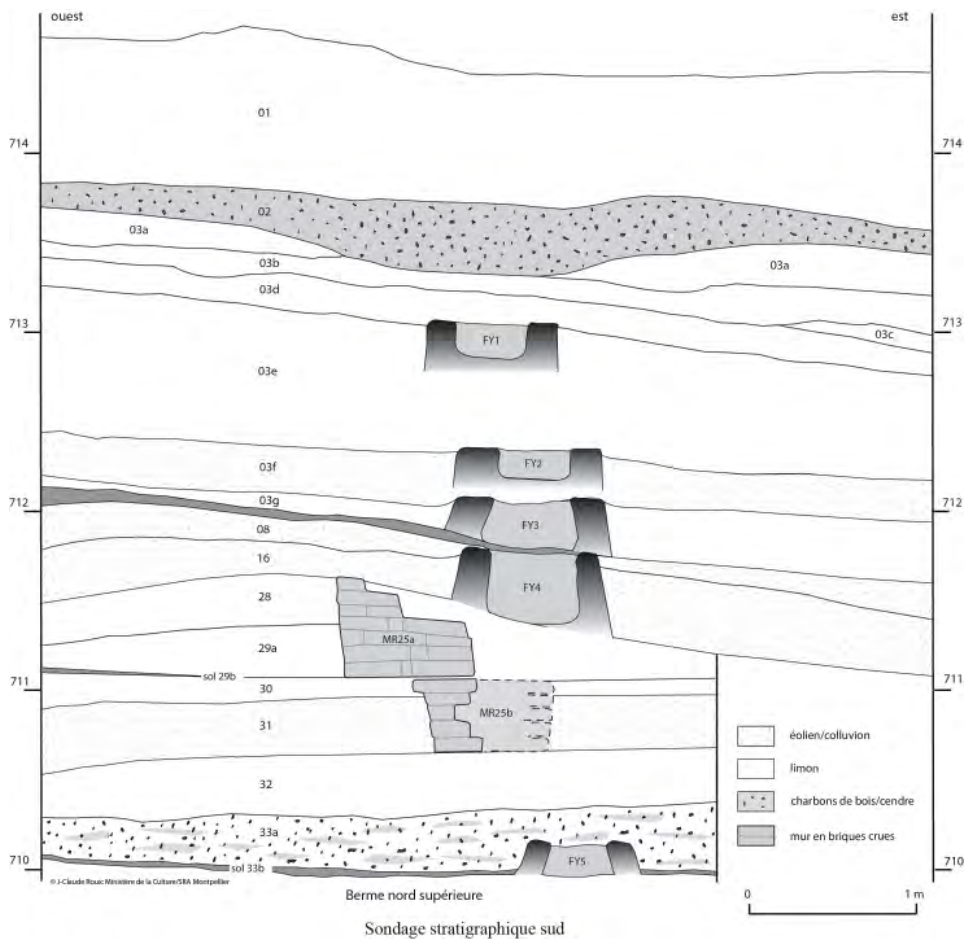 ouest est
01
714 714
02
03a
03b 03a
03d
713 713
03c
FY1
03e
03f FY2
712 03g 712
FY3
08
16
FY4
28
MR25a
29a
sol 29b
711 30 711
MR25b
31
éolien/colluvion
limon
32
charbons de bois/cendre
33a
mur en briques crues
FY5
710 sol 33b 710
© J-Claude Roux Ministère de la Culture/SRA Montpellier
Berme nord supérieure
0 1 m
Sondage stratigraphique sud